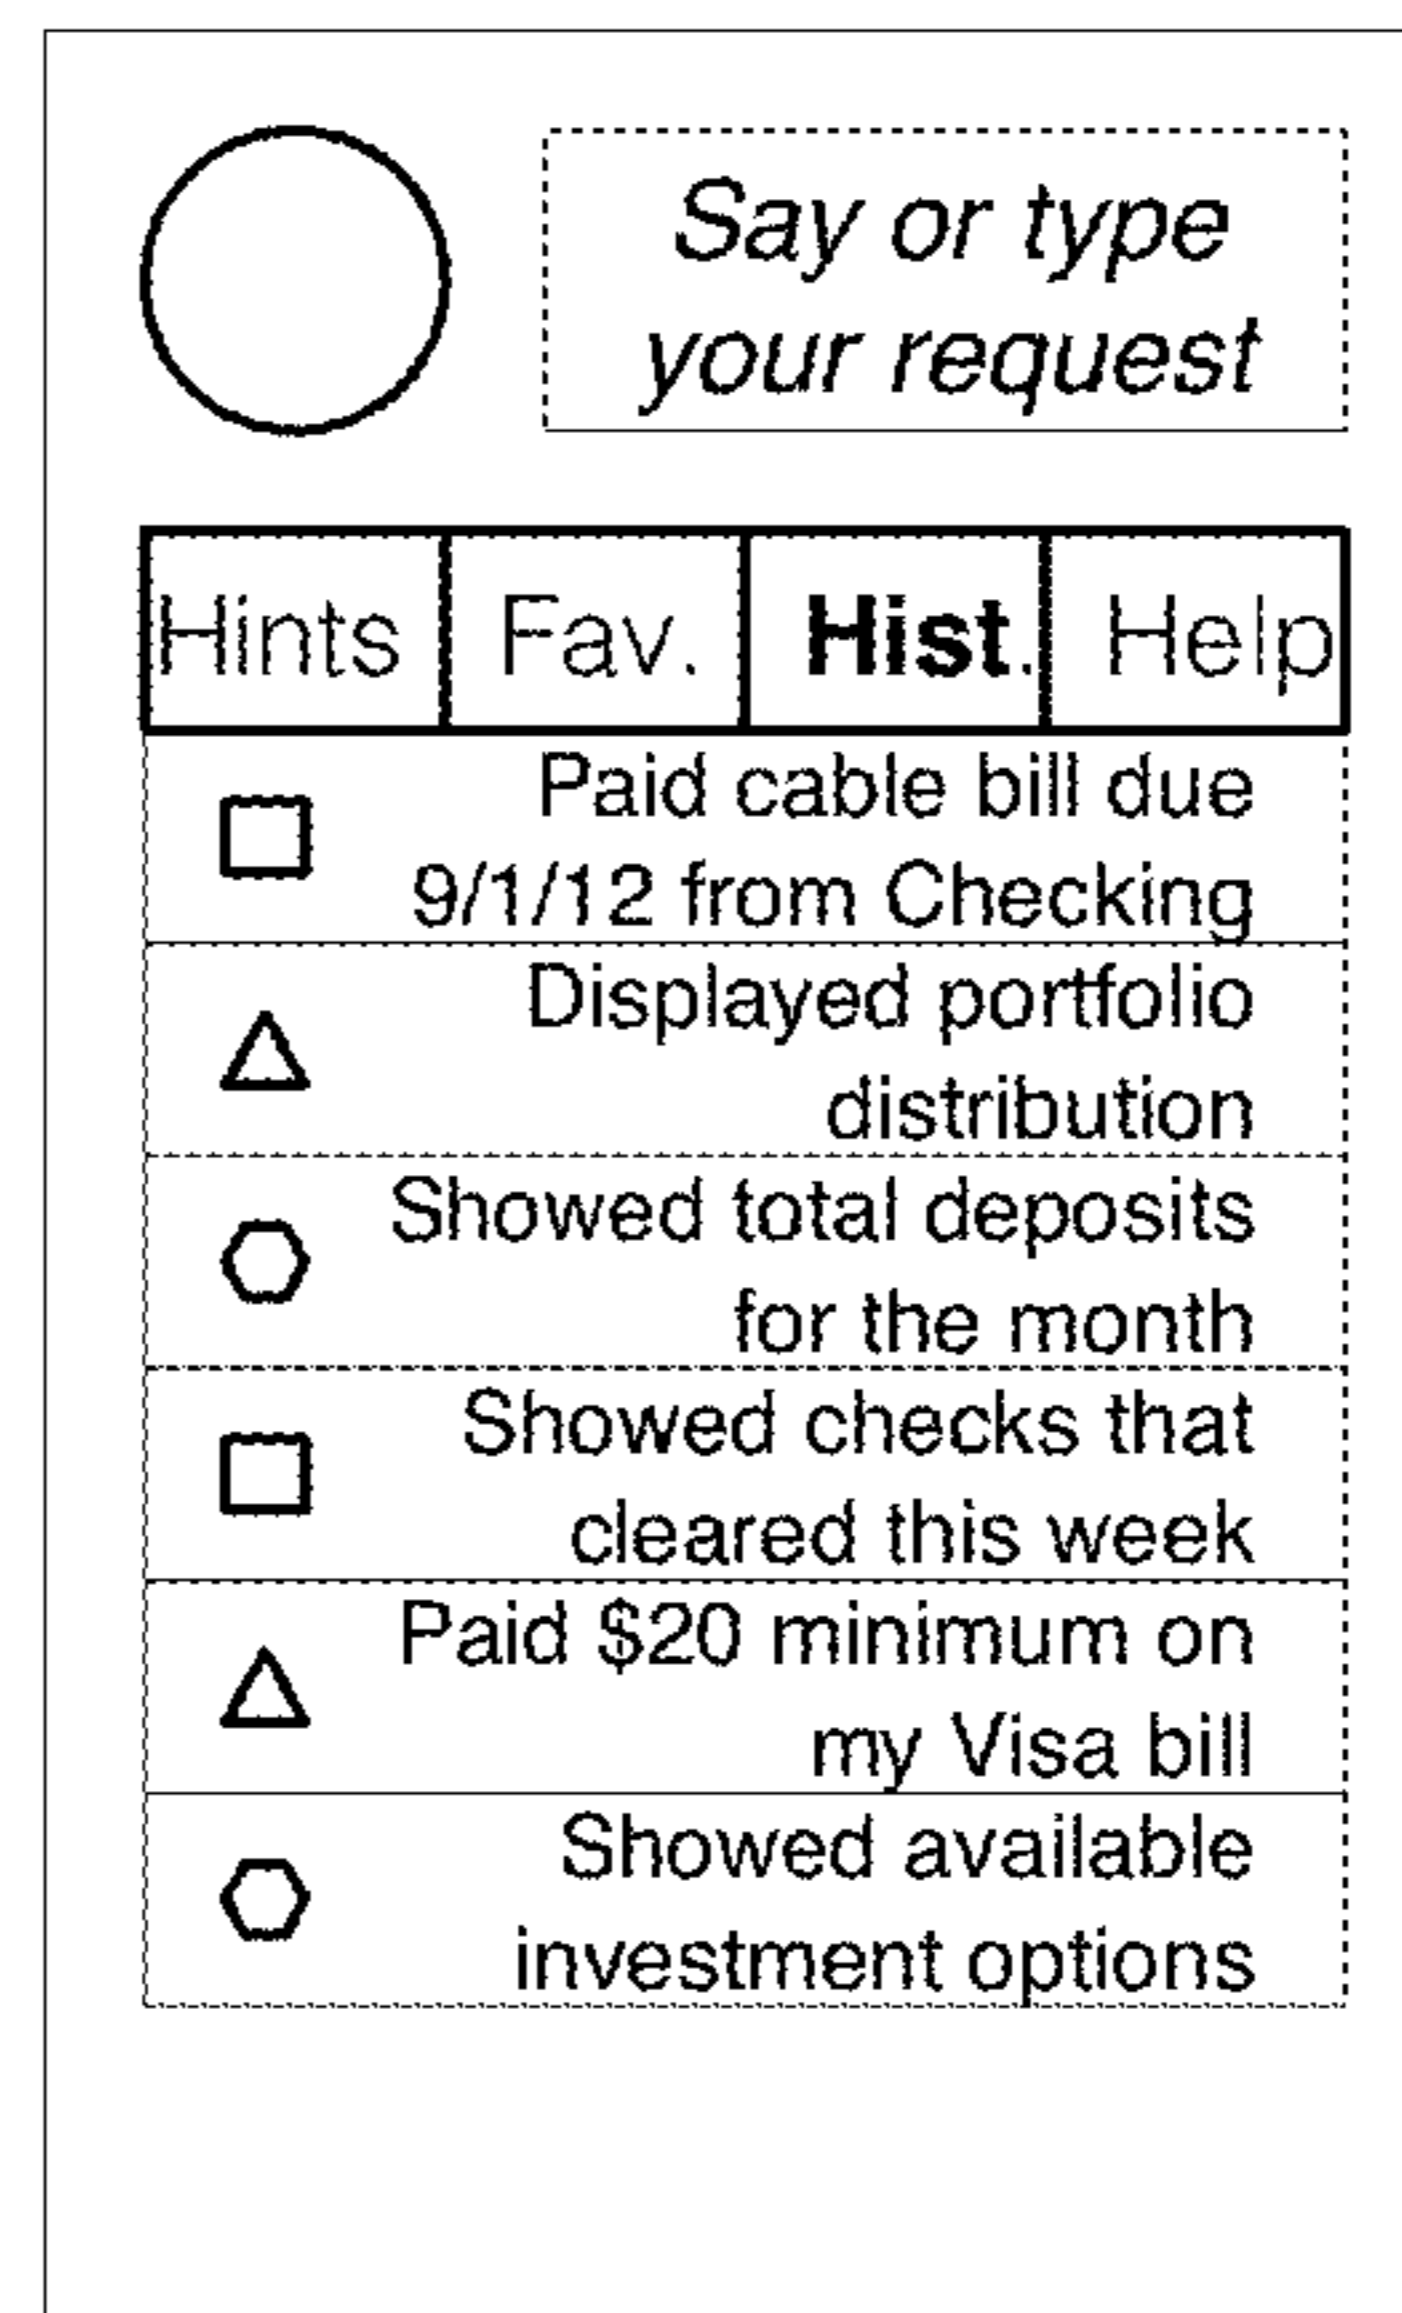 Say or type
your request
Hints Fav. Hist. Help
Paid cable bill due
9/1/12 from Checking
Displayed portfolio
distribution
Showed total deposits
for the month
Showed checks that
cleared this week
Paid $20 minimum on
my Visa bill
Showed available
investment options